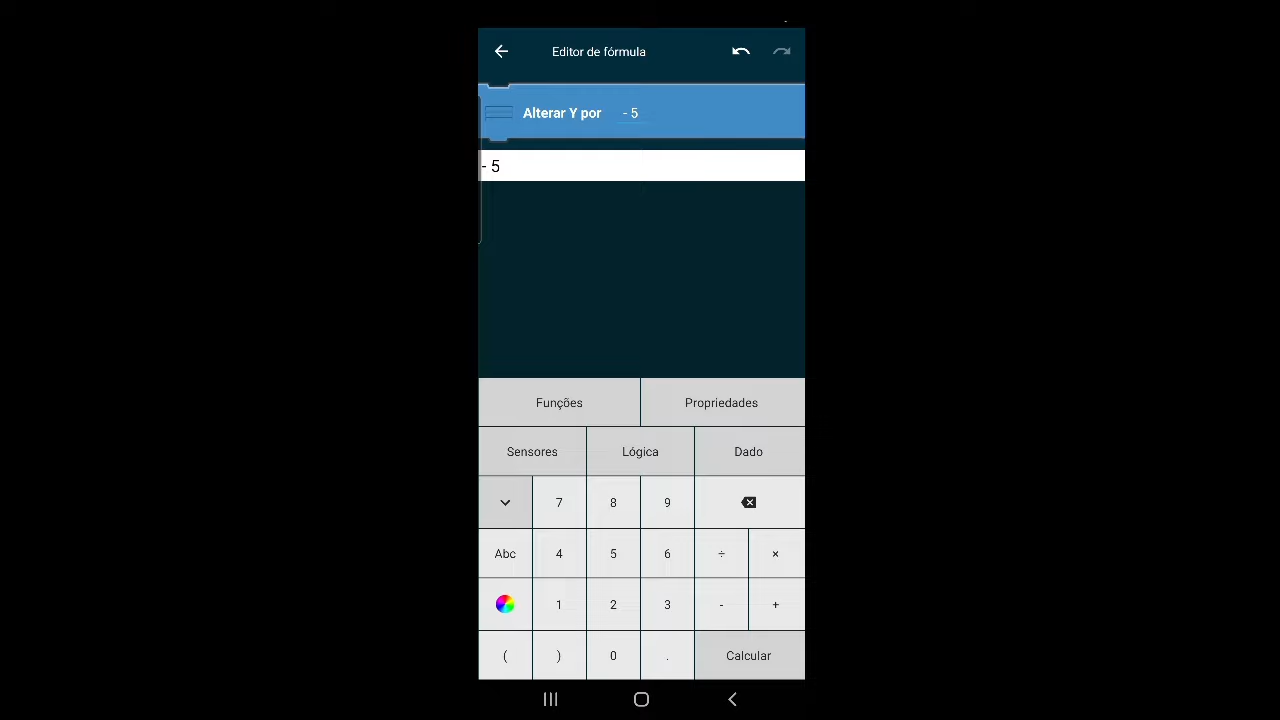 Editor de fórmula
Alterar Y por - 5
- 5
Funções Propriedades
Sensores Lógica Dado
7 8 9
Abc 4 5 6 ÷ ×
1 2 3 - +
( ) 0 . Calcular